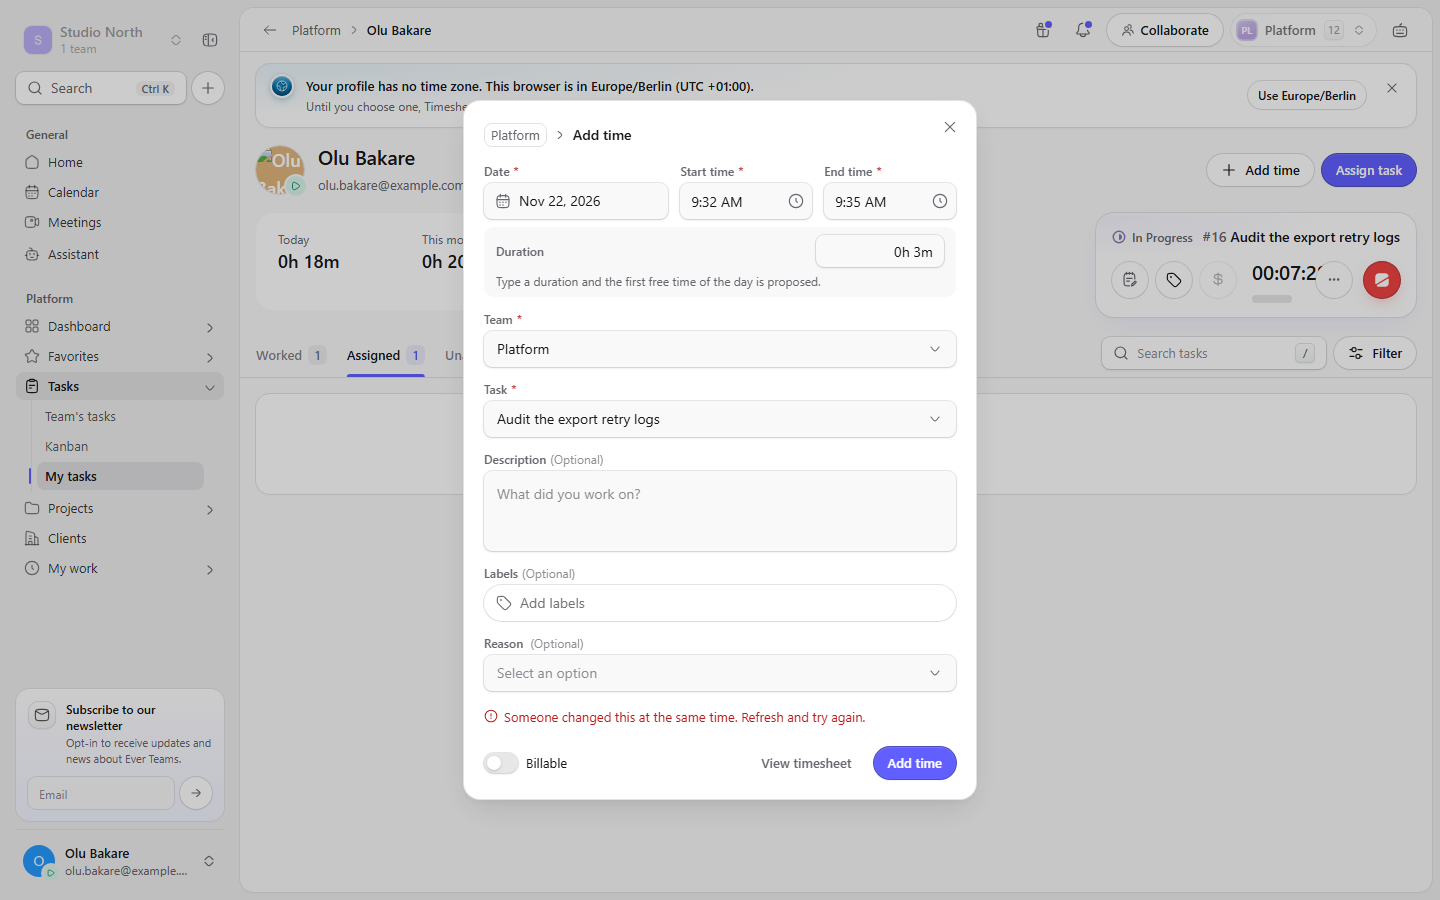 Studio North
1 team
S
Search
Ctrl K
General
Home
Calendar
Meetings
Assistant
Platform
Dashboard
Favorites
Tasks
Team's tasks
Kanban
My tasks
Projects
Clients
My work
Subscribe to our
newsletter
Opt-in to receive updates and
news about Ever Teams.
Email
O
Olu Bakare
olu.bakare@example....
Platform
Olu Bakare
Collaborate
PL
Platform
12
Your profile has no time zone. This browser is in Europe/Berlin (UTC +01:00).
Until you choose one, Timeshe
Use Europe/Berlin
Olu
Bak
Olu Bakare
olu.bakare@example.com
Add time
Assign task
Today
0h 18m
This mo
0h 20
In Progress
#16 Audit the export retry logs
$
00:07:2
Worked
1
Assigned
1
Una
Search tasks
/
Filter
Platform
Add time
Date *
Nov 22, 2026
Start time *
9:32 AM
End time *
9:35 AM
Duration
0h 3m
Type a duration and the first free time of the day is proposed.
Team *
Platform
Task *
Audit the export retry logs
Description (Optional)
What did you work on?
Labels (Optional)
Add labels
Reason (Optional)
Select an option
Someone changed this at the same time. Refresh and try again.
Billable
View timesheet
Add time